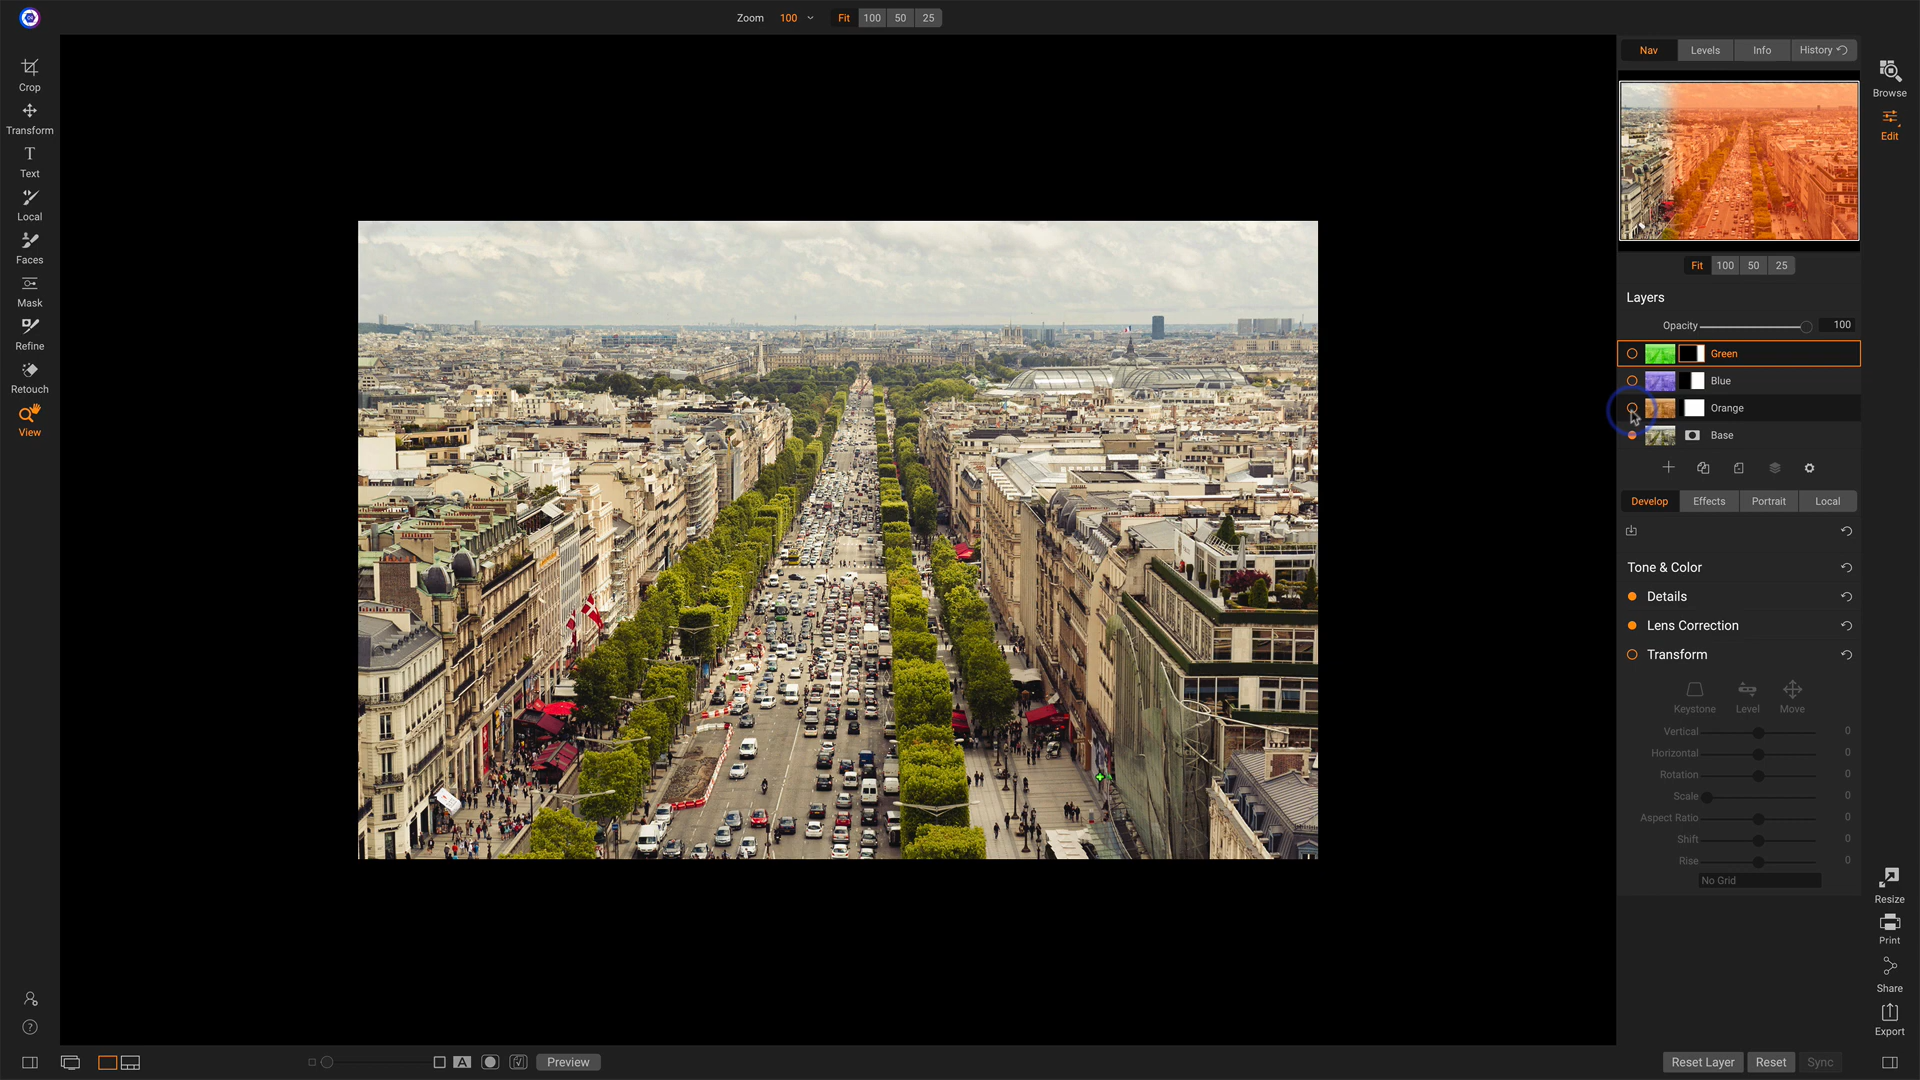 Zoom 100 Fit 100 50 25
Crop
Transform
Text
Local
Faces
Mask
Refine
Retouch
View
Nav Levels Info History
Fit 100 50 25
Layers
Opacity 100
Green
Blue
Orange
Base
Develop Effects Portrait Local
Tone & Color
Details
Lens Correction
Transform
Keystone Level Move
Vertical 0
Horizontal 0
Rotation 0
Scale 0
Aspect Ratio 0
Shift 0
Rise 0
No Grid
Browse
Edit
Resize
Print
Share
Export
A Preview
Reset Layer Reset Sync